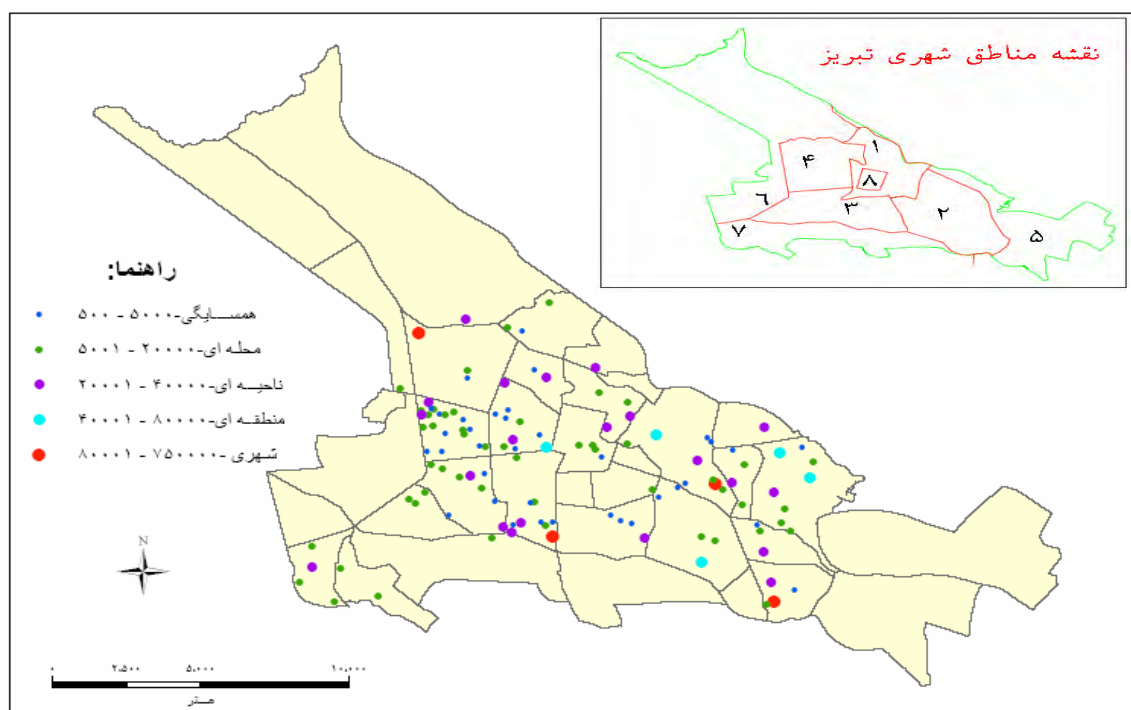 نقشه مناطق شهری تبریز
۱
۴
۸
۶
۳
۲
۷
۵
راهنما:
همسایگی-۵۰۰۰ - ۵۰۰
محله ای-۲۰۰۰۰ - ۵۰۰۱
ناحیه ای-۴۰۰۰۰ - ۲۰۰۰۱
منطقه ای-۸۰۰۰۰ - ۴۰۰۰۱
شهری -۷۵۰۰۰۰ - ۸۰۰۰۱
N
۰ ۲,۵۰۰ ۵,۰۰۰ ۱۰,۰۰۰
متر